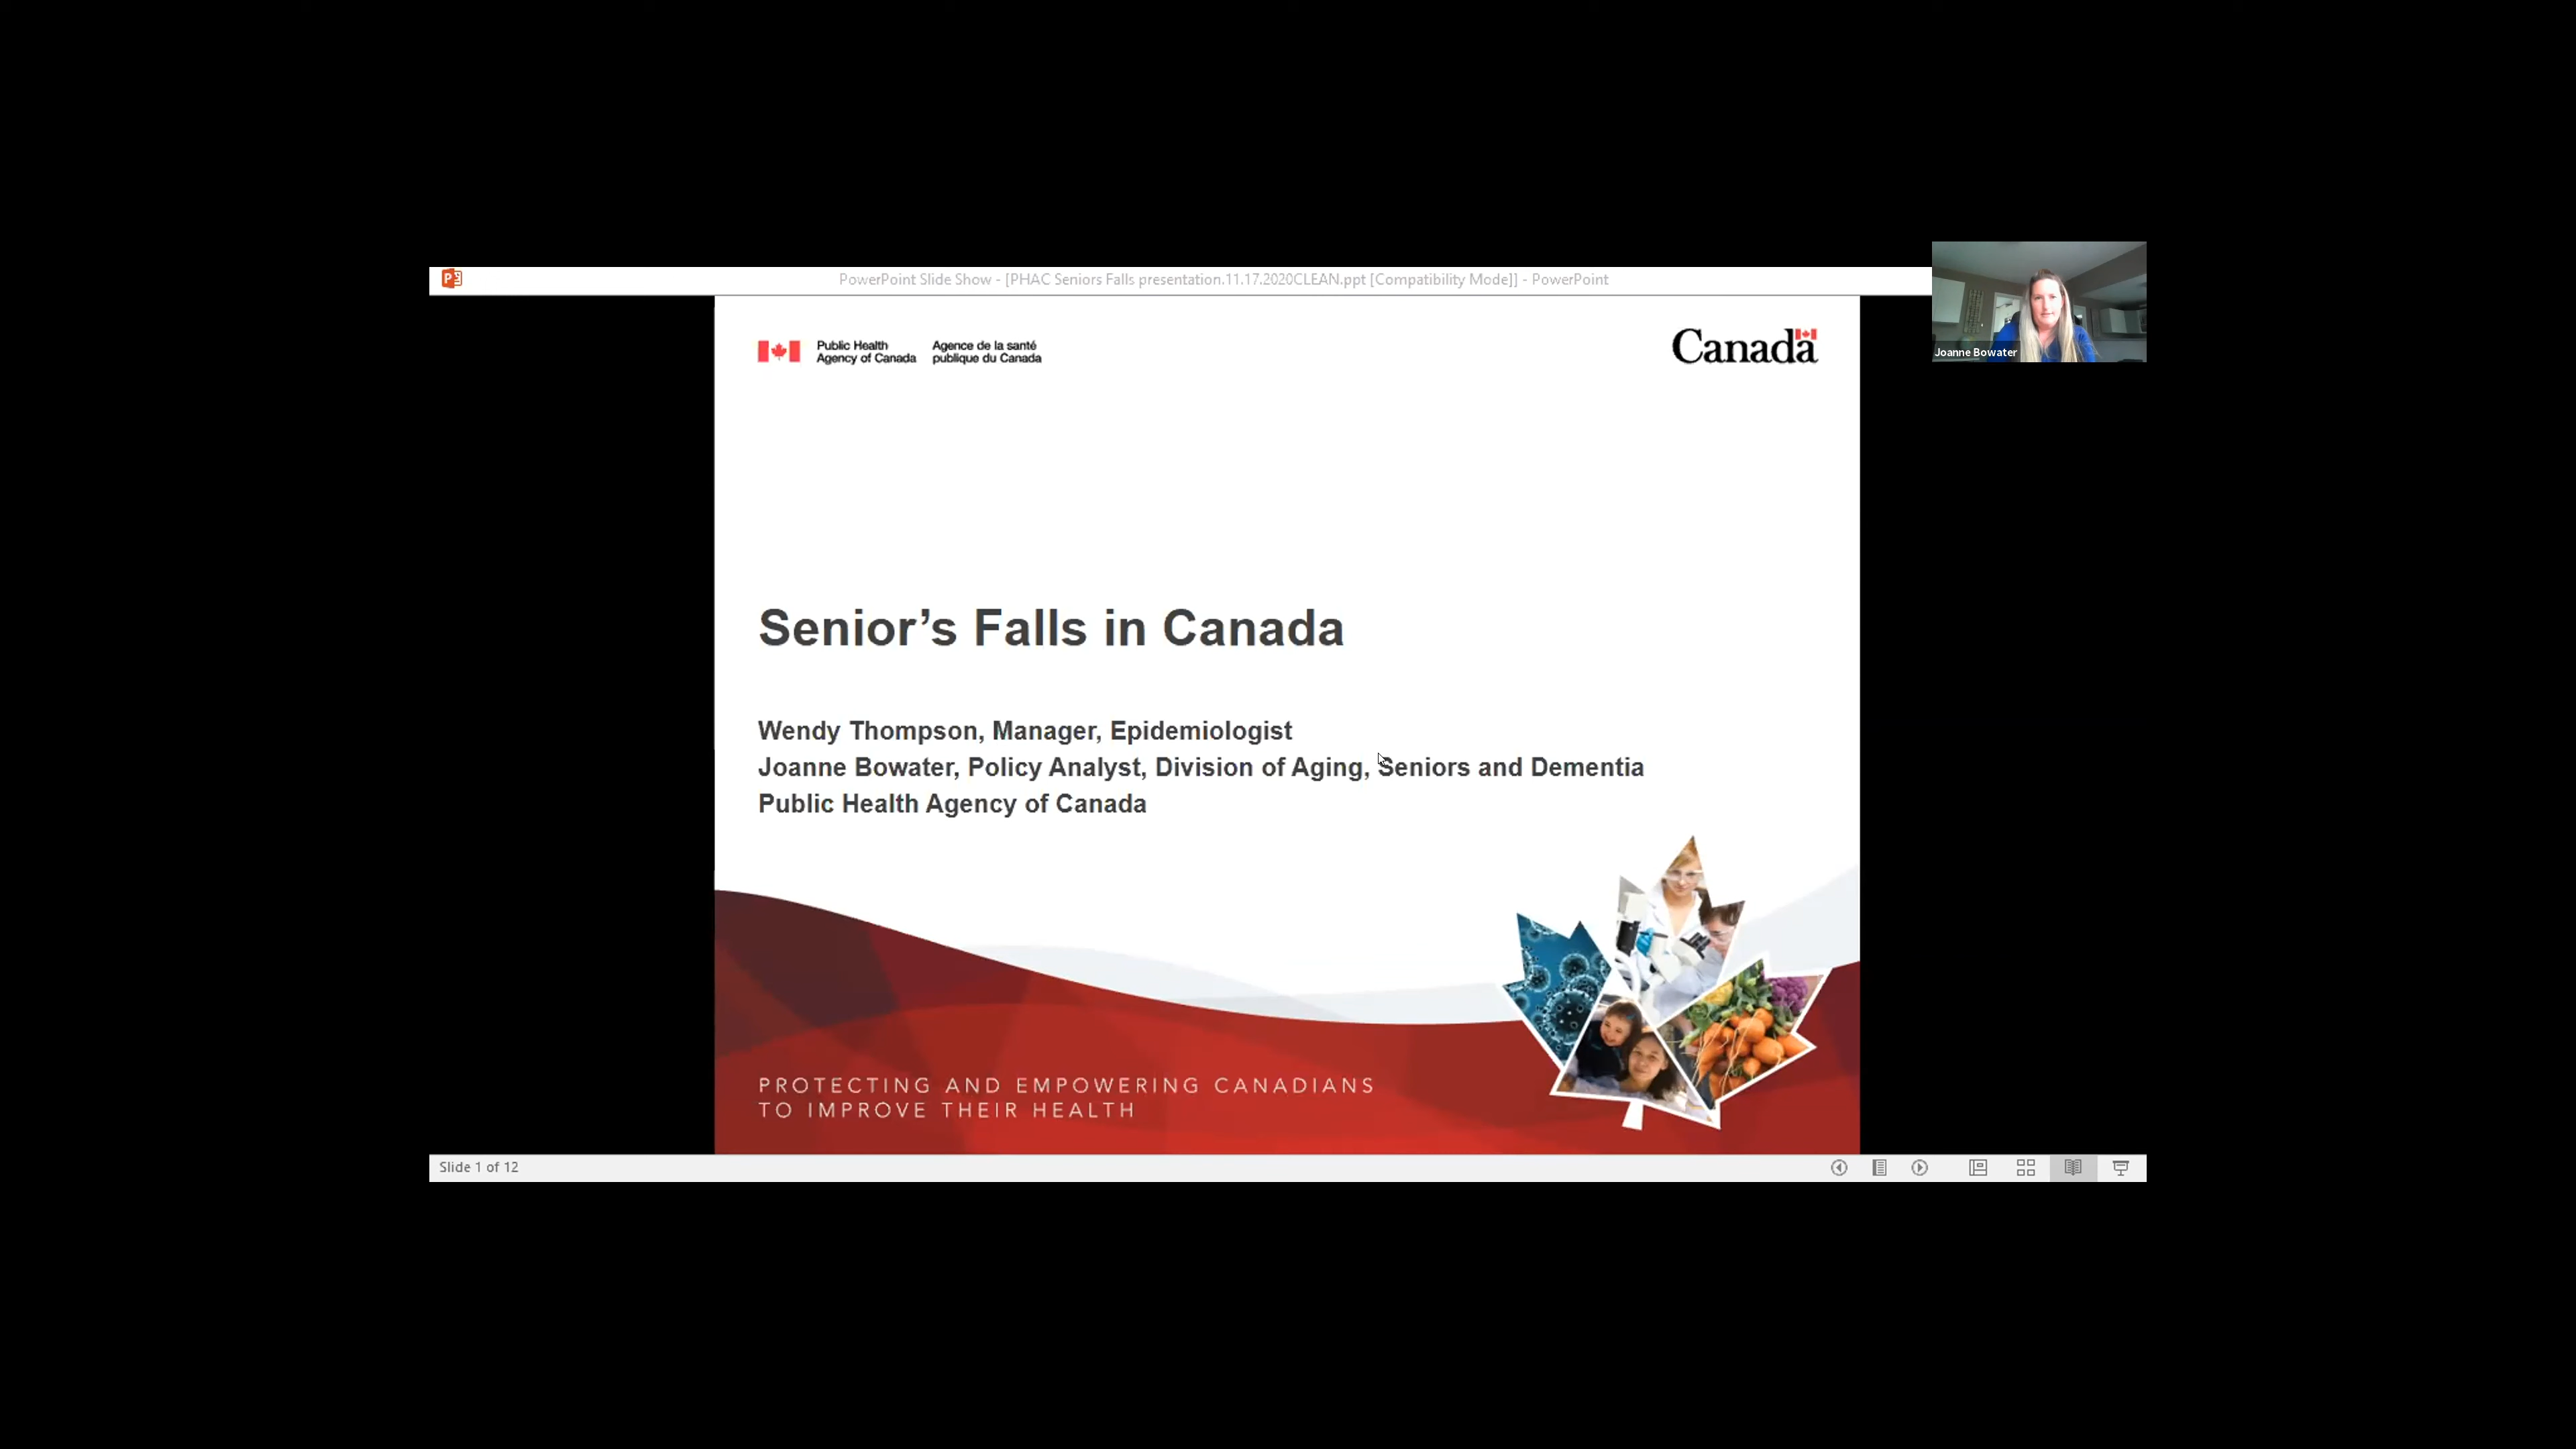 PowerPoint Slide Show - [PHAC Seniors Falls presentation.11.17.2020CLEAN.ppt [Compatibility Mode]] - PowerPoint
Joanne Bowater
Public Health
Agency of Canada
Agence de la santé
publique du Canada
Canada
Senior’s Falls in Canada
Wendy Thompson, Manager, Epidemiologist
Joanne Bowater, Policy Analyst, Division of Aging, Seniors and Dementia
Public Health Agency of Canada
PROTECTING AND EMPOWERING CANADIANS
TO IMPROVE THEIR HEALTH
Slide 1 of 12